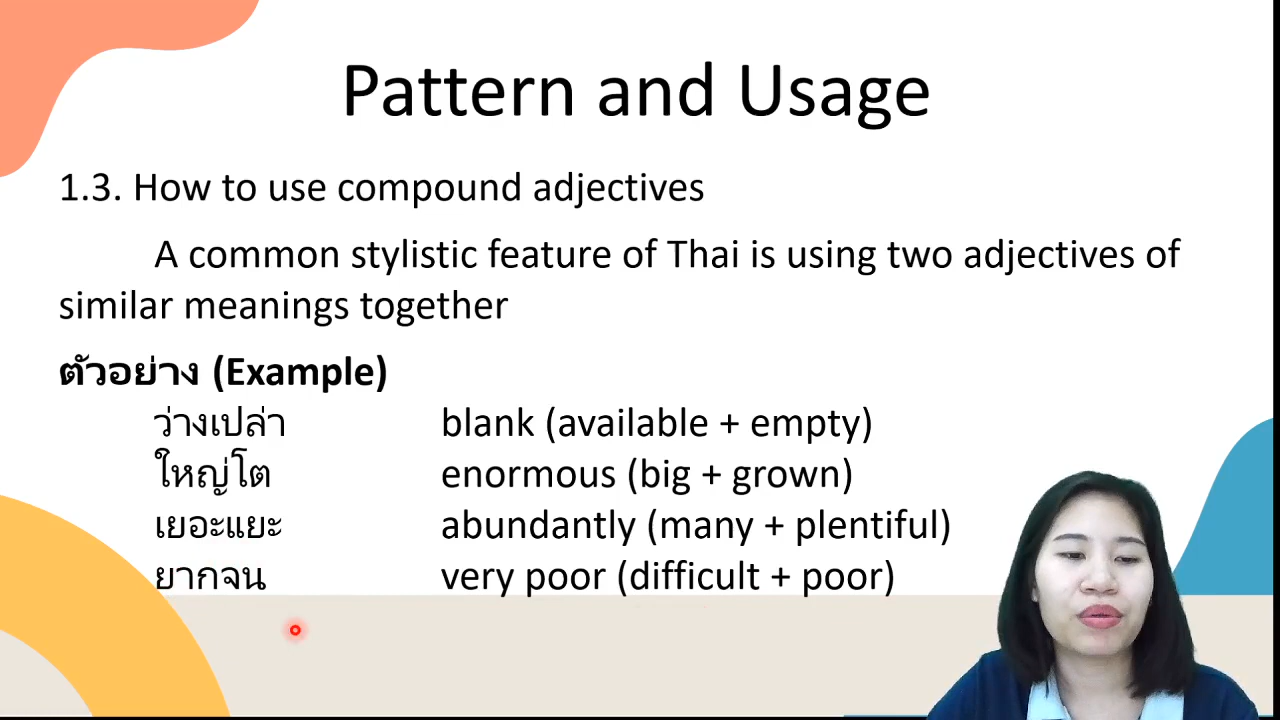 Pattern and Usage
1.3. How to use compound adjectives
A common stylistic feature of Thai is using two adjectives of
similar meanings together
ตัวอย่าง (Example)
ว่างเปล่า blank (available + empty)
ใหญ่โต enormous (big + grown)
เยอะแยะ abundantly (many + plentiful)
ยากจน very poor (difficult + poor)